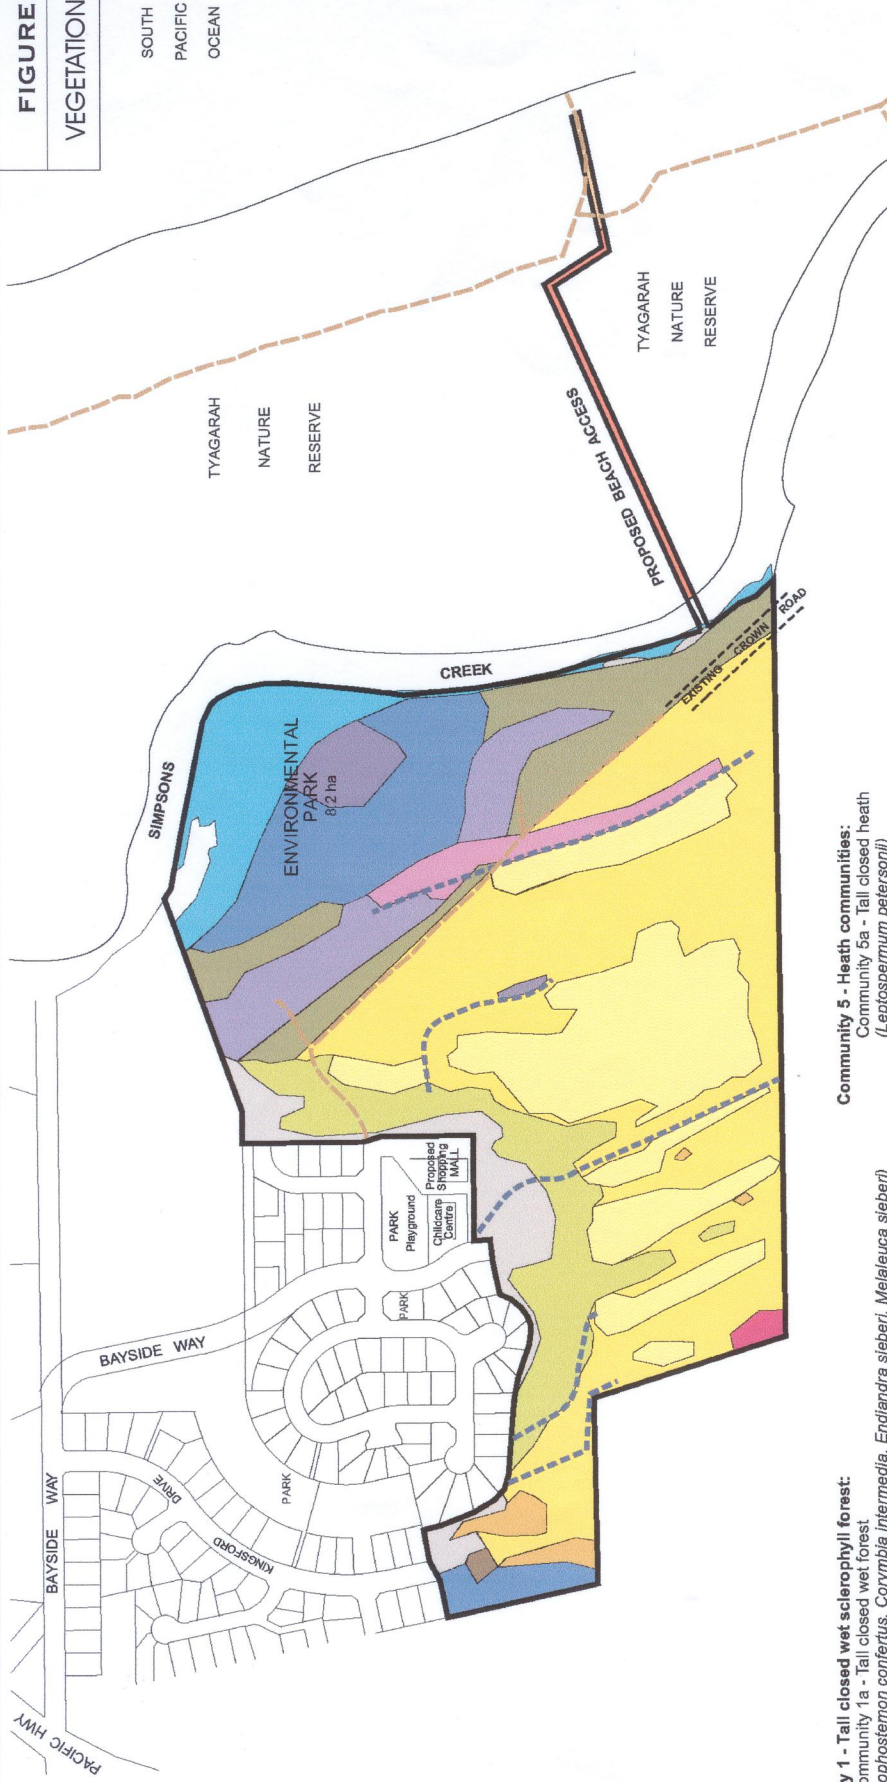 FIGURE
VEGETATION
SOUTH
PACIFIC
OCEAN
TYAGARAH
NATURE
RESERVE
TYAGARAH
NATURE
RESERVE
PROPOSED BEACH ACCESS
SIMPSONS
CREEK
ENVIRONMENTAL
PARK
8.2 ha
EXISTING CROWN ROAD
PACIFIC HWY
BAYSIDE WAY
BAYSIDE WAY
KINGSFORD DRIVE
PARK
PARK
PARK
Playground
Childcare
Centre
Proposed
Shopping
MALL
y 1 - Tall closed wet sclerophyll forest:
ommunity 1a - Tall closed wet forest
ophostemon confertus, Corymbia intermedia, Endiandra sieberi, Melaleuca sieberi)
Community 5 - Heath communities:
Community 5a - Tall closed heath
(Leptospermum petersonii)